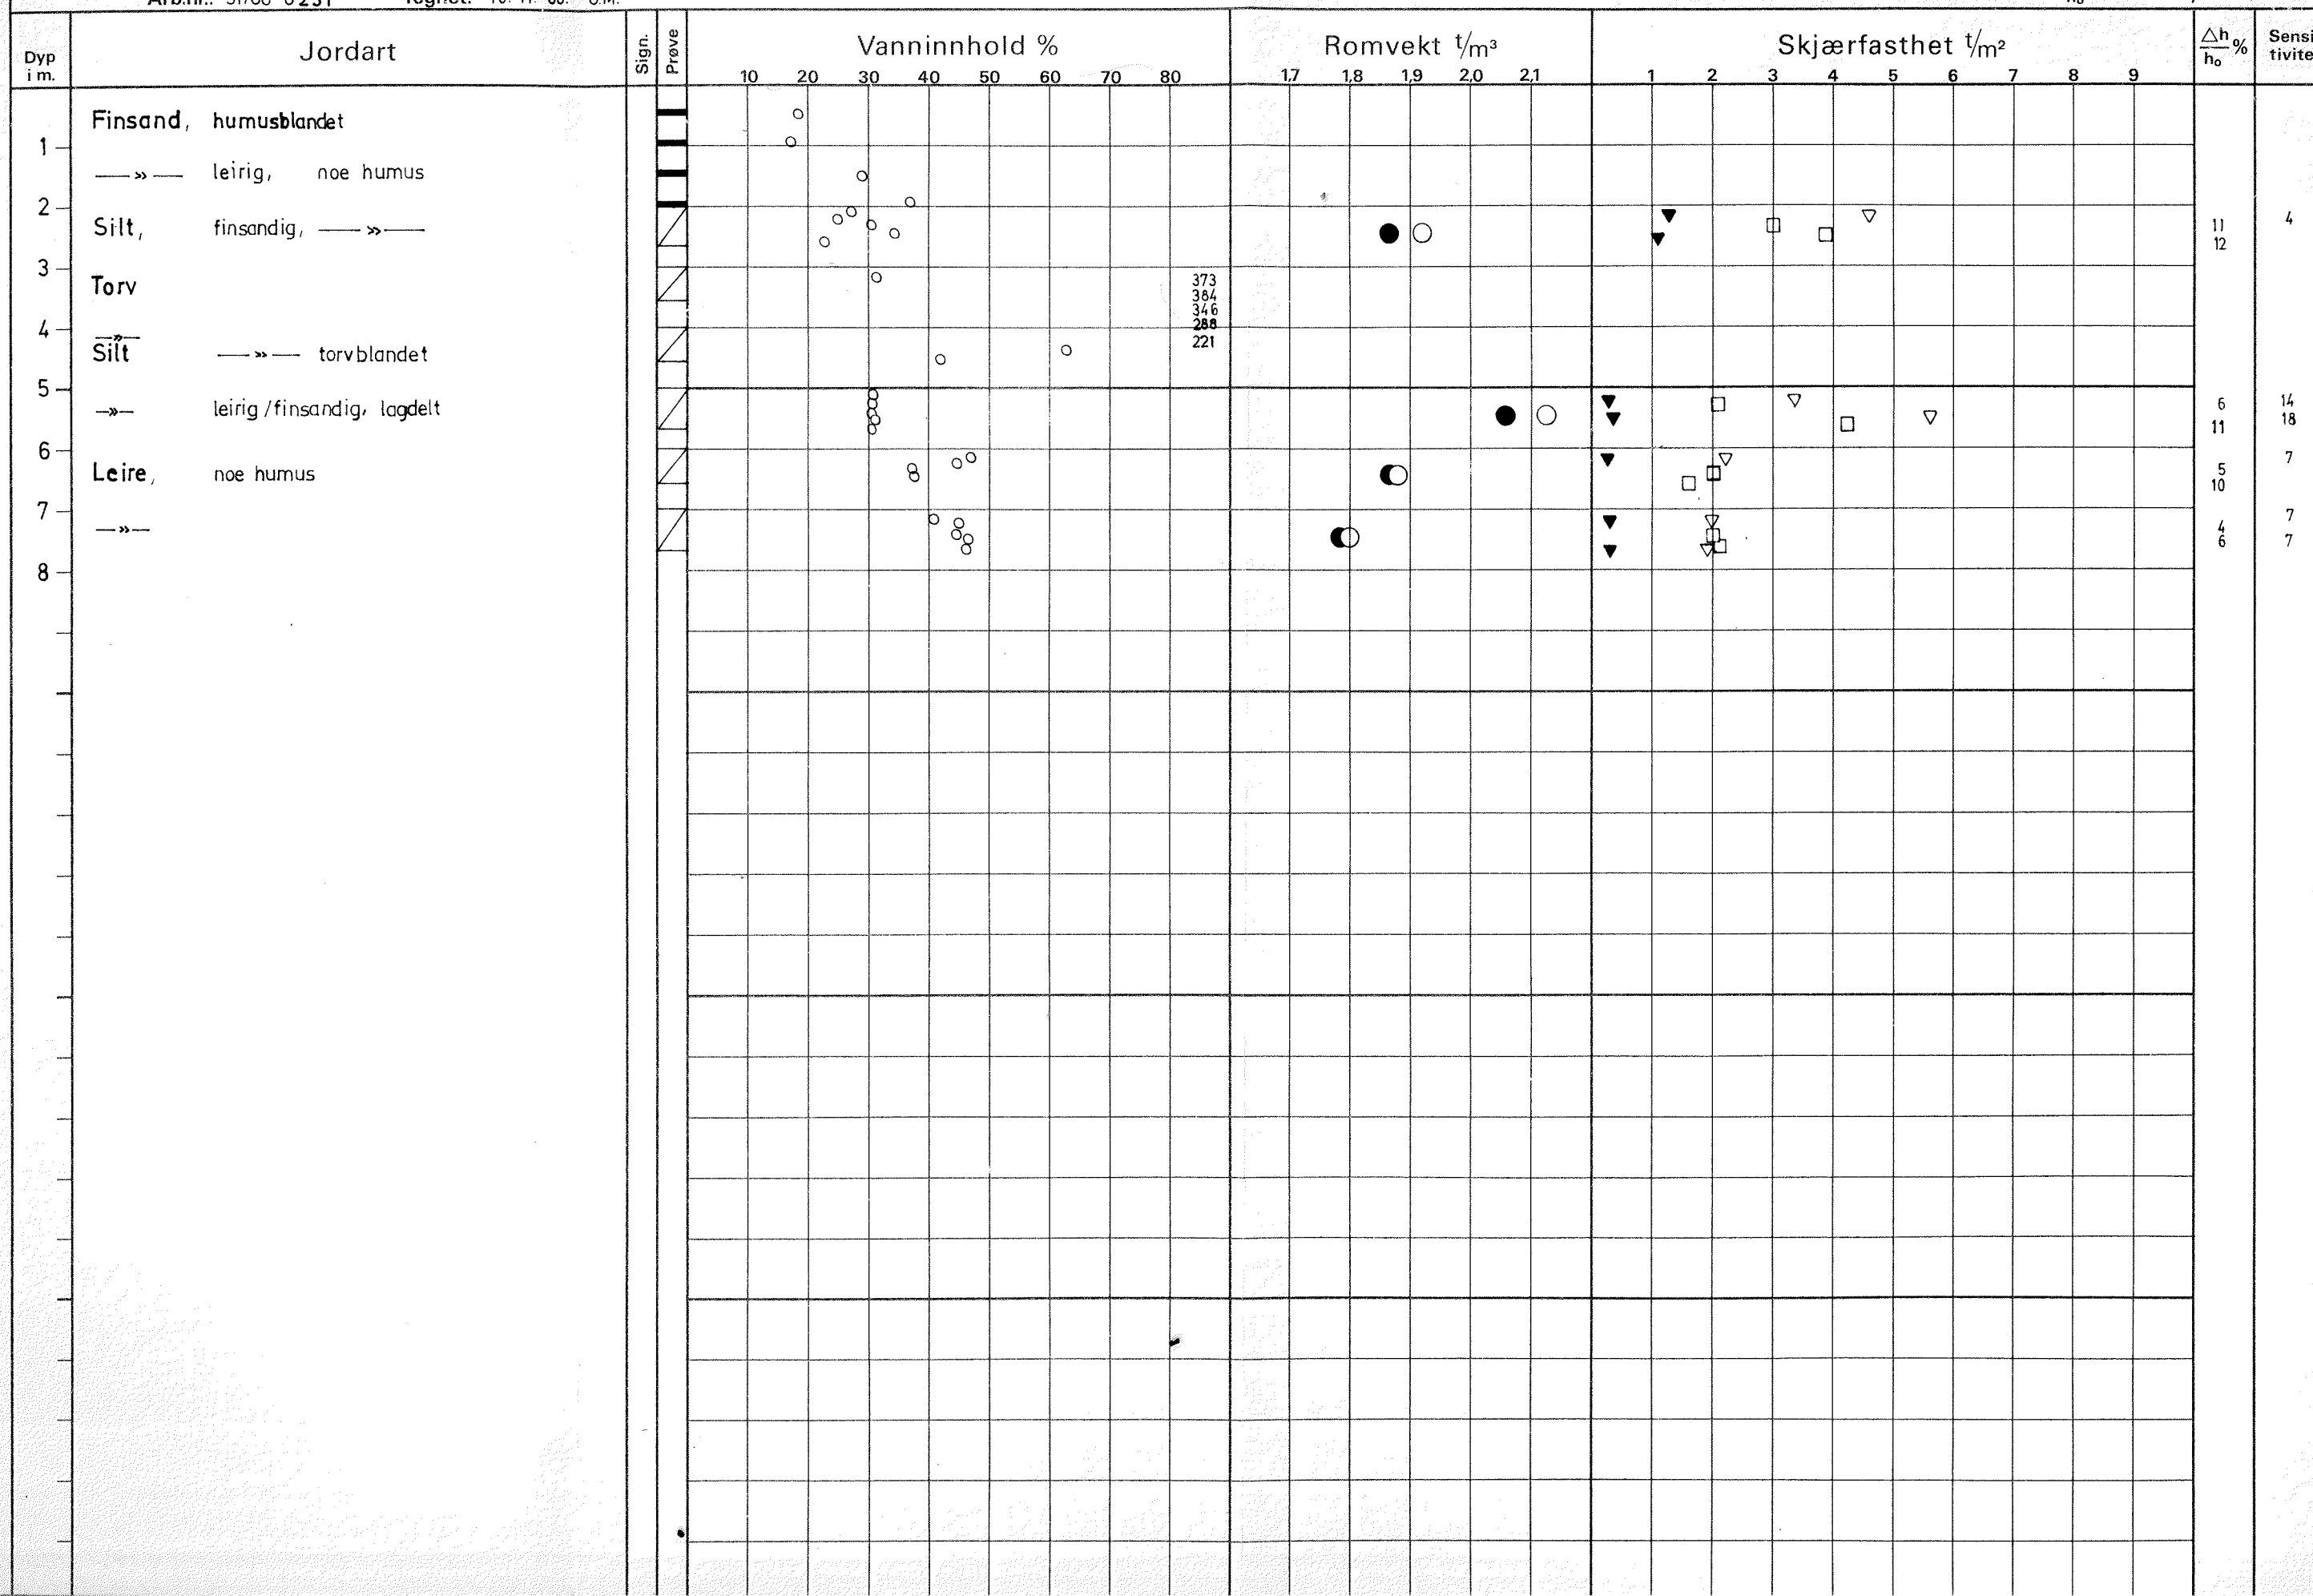 Jordart Vanninnhold % Romvekt t/m³ Skjærfasthet t/m² Δh/h₀ % Sensi
Dyp i m. Sign. Prøve tivite
10 20 30 40 50 60 70 80 1,7 1,8 1,9 2,0 2,1 1 2 3 4 5 6 7 8 9
Finsand, humusblandet
1
—»— leirig, noe humus
2
Silt, finsandig, —»— 11 4
12
3
Torv 373
384
346
4 288
—»—
Silt —»— torvblandet 221
5
—»— leirig/finsandig, lagdelt 6 14
11 18
6 7
Leire, noe humus 5
10
7 7
—»— 4
6 7
8